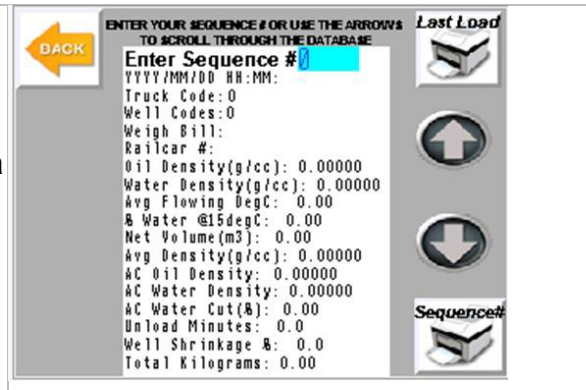 ENTER YOUR SEQUENCE # OR USE THE ARROWS
TO SCROLL THROUGH THE DATABASE
Last Load
BACK
Enter Sequence #0
YYYY/MM/DD HH:MM:
Truck Code:0
Well Codes:0
Weigh Bill:
Railcar #:
Oil Density(g/cc): 0.00000
Water Density(g/cc): 0.00000
Avg Flowing DegC: 0.00
& Water @15degC: 0.00
Net Volume(m3): 0.00
Avg Density(g/cc): 0.00000
AC Oil Density: 0.00000
AC Water Density: 0.00000
AC Water Cut(&): 0.00
Unload Minutes: 0.0
Well Shrinkage &: 0.0
Total Kilograms: 0.00
Sequence#